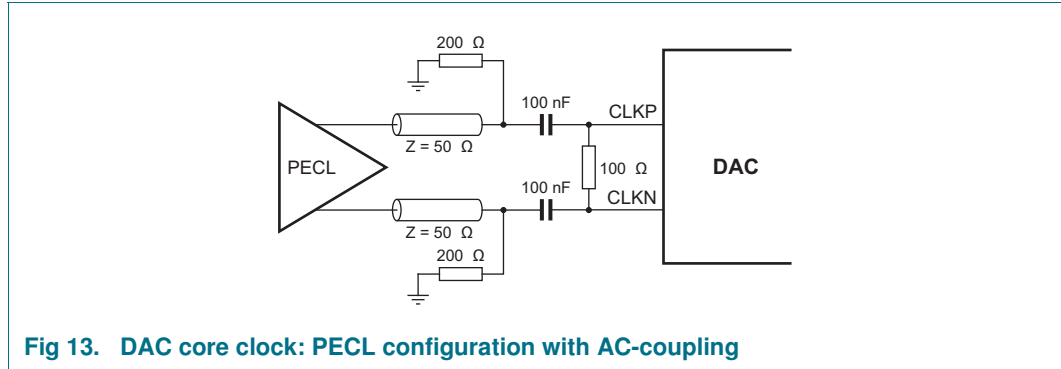 200 Ω
100 nF
CLKP
Z = 50 Ω
PECL
100 Ω
DAC
100 nF
CLKN
Z = 50 Ω
200 Ω
Fig 13. DAC core clock: PECL configuration with AC-coupling